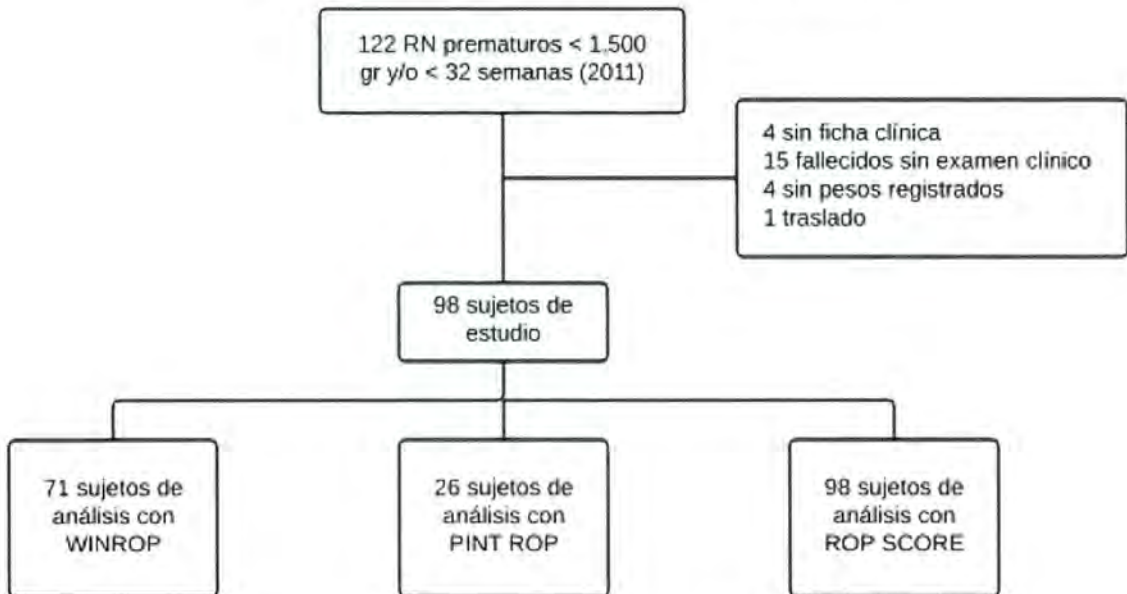 122 RN prematuros < 1.500
gr y/o < 32 semanas (2011)
4 sin ficha clínica
15 fallecidos sin examen clínico
4 sin pesos registrados
1 traslado
98 sujetos de
estudio
71 sujetos de
análisis con
WINROP
26 sujetos de
análisis con
PINT ROP
98 sujetos de
análisis con
ROP SCORE